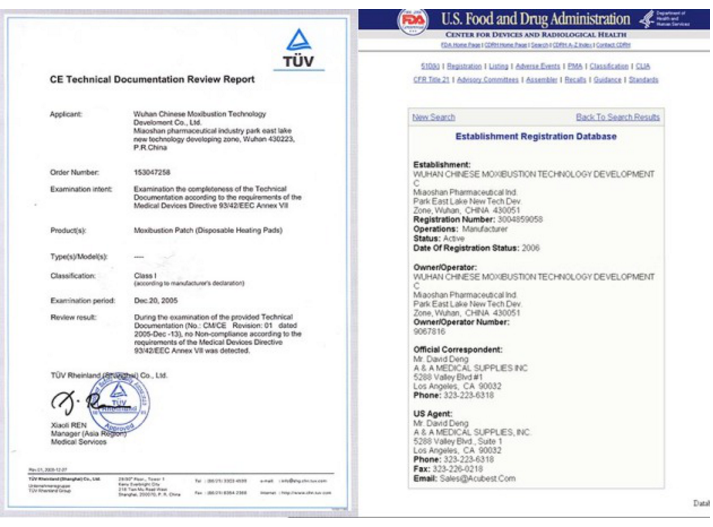 TÜV
CE Technical Documentation Review Report
Applicant:
Wuhan Chinese Moxibustion Technology
Develoment Co., Ltd.
Miaoshan pharmaceutical industry park east lake
new technology developing zone, Wuhan 430223,
P.R.China
Order Number:
153047258
Examination intent:
Examination the completeness of the Technical
Documentation according to the requirements of the
Medical Devices Directive 93/42/EEC Annex VII
Product(s):
Moxibustion Patch (Disposable Heating Pads)
Type(s)/Model(s):
----
Classification:
Class I
(according to manufacturer's declaration)
Examination period:
Dec.20, 2005
Review result:
During the examination of the provided Technical
Documentation (No.: CM/CE Revision: 01 dated
2005-Dec -13), no Non-compliance according to the
requirements of the Medical Devices Directive
93/42/EEC Annex VII was detected.
TÜV Rheinland (Shanghai) Co., Ltd.
TÜV
Approved
Xiaoli REN
Manager (Asia Region)
Medical Services
TÜV Rheinland (Shanghai) Co., Ltd.
TÜV Rheinland Group
FDA
U.S. Food and Drug Administration
Department of
Health and
Human Services
CENTER FOR DEVICES AND RADIOLOGICAL HEALTH
FDA Home Page | CDRH Home Page | Search | CDRH A-Z Index | Contact CDRH
510(k) | Registration | Listing | Adverse Events | PMA | Classification | CLIA
CFR Title 21 | Advisory Committees | Assembler | Recalls | Guidance | Standards
New Search
Back To Search Results
Establishment Registration Database
Establishment:
WUHAN CHINESE MOXIBUSTION TECHNOLOGY DEVELOPMENT
C
Miaoshan Pharmaceutical Ind.
Park East Lake New Tech Dev.
Zone, Wuhan, CHINA 430051
Registration Number: 3004859058
Operations: Manufacturer
Status: Active
Date Of Registration Status: 2006
Owner/Operator:
WUHAN CHINESE MOXIBUSTION TECHNOLOGY DEVELOPMENT
C
Miaoshan Pharmaceutical Ind.
Park East Lake New Tech Dev.
Zone, Wuhan, CHINA 430051
Owner/Operator Number:
9067816
Official Correspondent:
Mr. David Deng
A & A MEDICAL SUPPLIES INC
5288 Valley Blvd #1
Los Angeles, CA 90032
Phone: 323-223-6318
US Agent:
Mr. David Deng
A & A MEDICAL SUPPLIES, INC.
5288 Valley Blvd., Suite 1
Los Angeles, CA 90032
Phone: 323-223-6318
Fax: 323-226-0218
Email: Sales@Acubest.Com